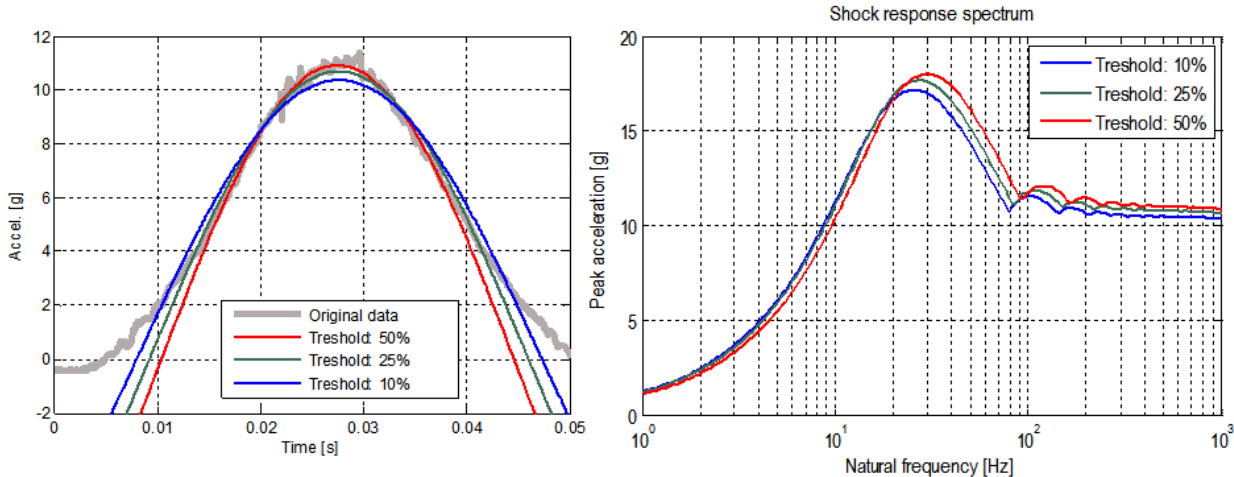 Shock response spectrum
Accel. [g]
12
10
8
6
4
2
0
-2
Original data
Treshold: 50%
Treshold: 25%
Treshold: 10%
0
0.01
0.02
0.03
0.04
0.05
Time [s]
Peak acceleration [g]
20
15
10
5
0
Treshold: 10%
Treshold: 25%
Treshold: 50%
10^0
10^1
10^2
10^3
Natural frequency [Hz]